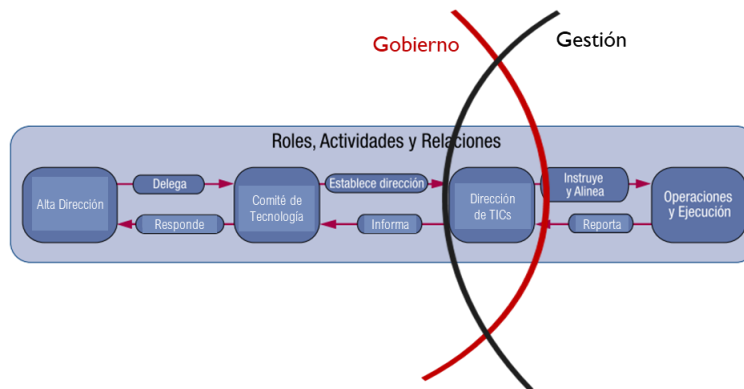 Gobierno
Gestión
Roles, Actividades y Relaciones
Alta Dirección
Delega
Responde
Comité de
Tecnología
Establece dirección
Informa
Dirección
de TICs
Instruye
y Alinea
Reporta
Operaciones
y Ejecución